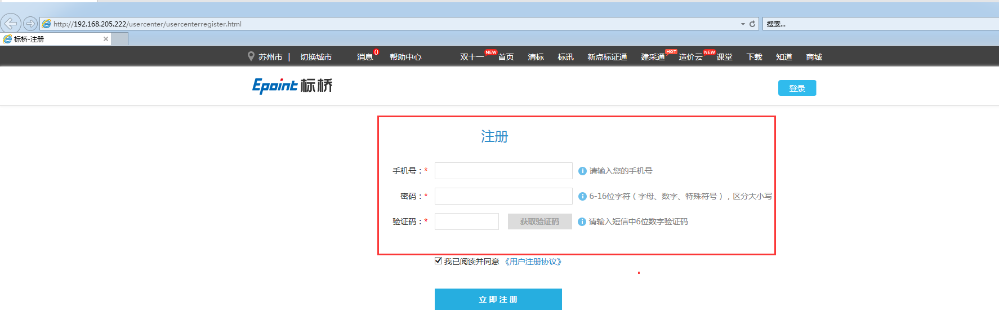 http://192.168.205.222/usercenter/usercenterregister.html
搜索...
标桥-注册
苏州市 | 切换城市 消息 0 帮助中心 双十一 NEW 首页 清标 标讯 新点标证通 建采通 HOT 造价云 NEW 课堂 下载 知道 商城
Epoint 标桥
登录
注册
手机号：* 请输入您的手机号
密码：* 6-16位字符（字母、数字、特殊符号），区分大小写
验证码：* 获取验证码 请输入短信中6位数字验证码
我已阅读并同意 《用户注册协议》
立即注册